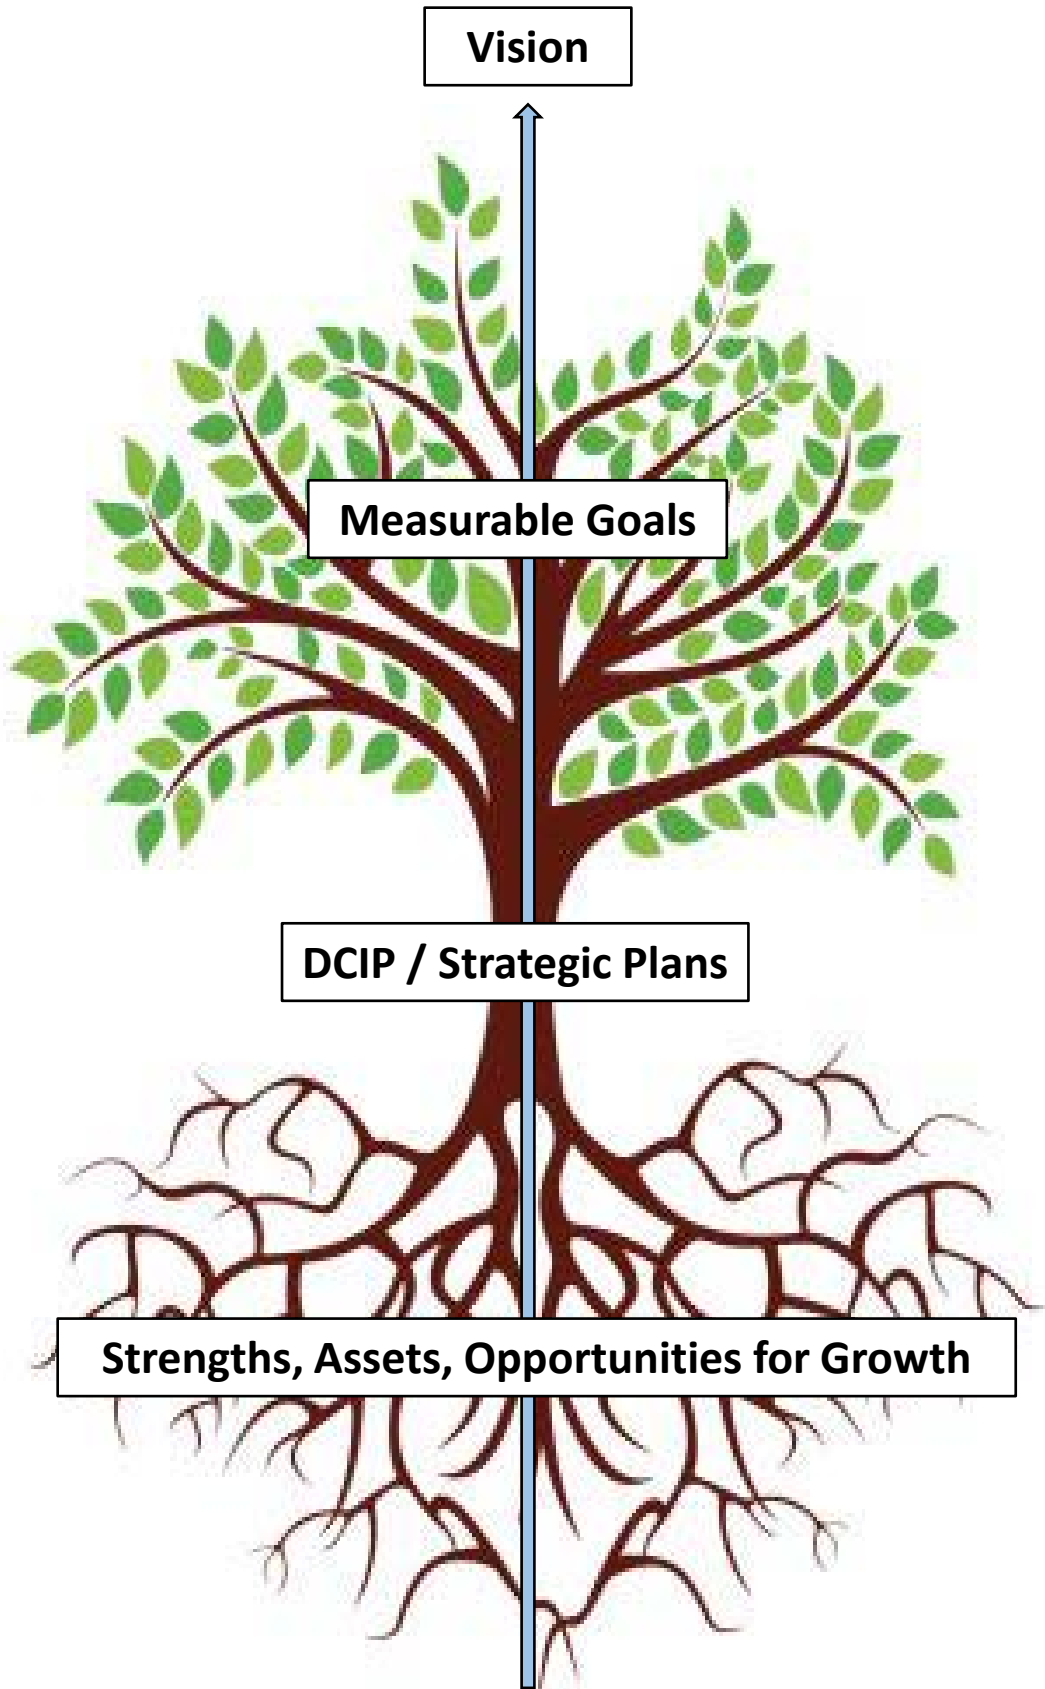 Vision
Measurable Goals
DCIP / Strategic Plans
Strengths, Assets, Opportunities for Growth